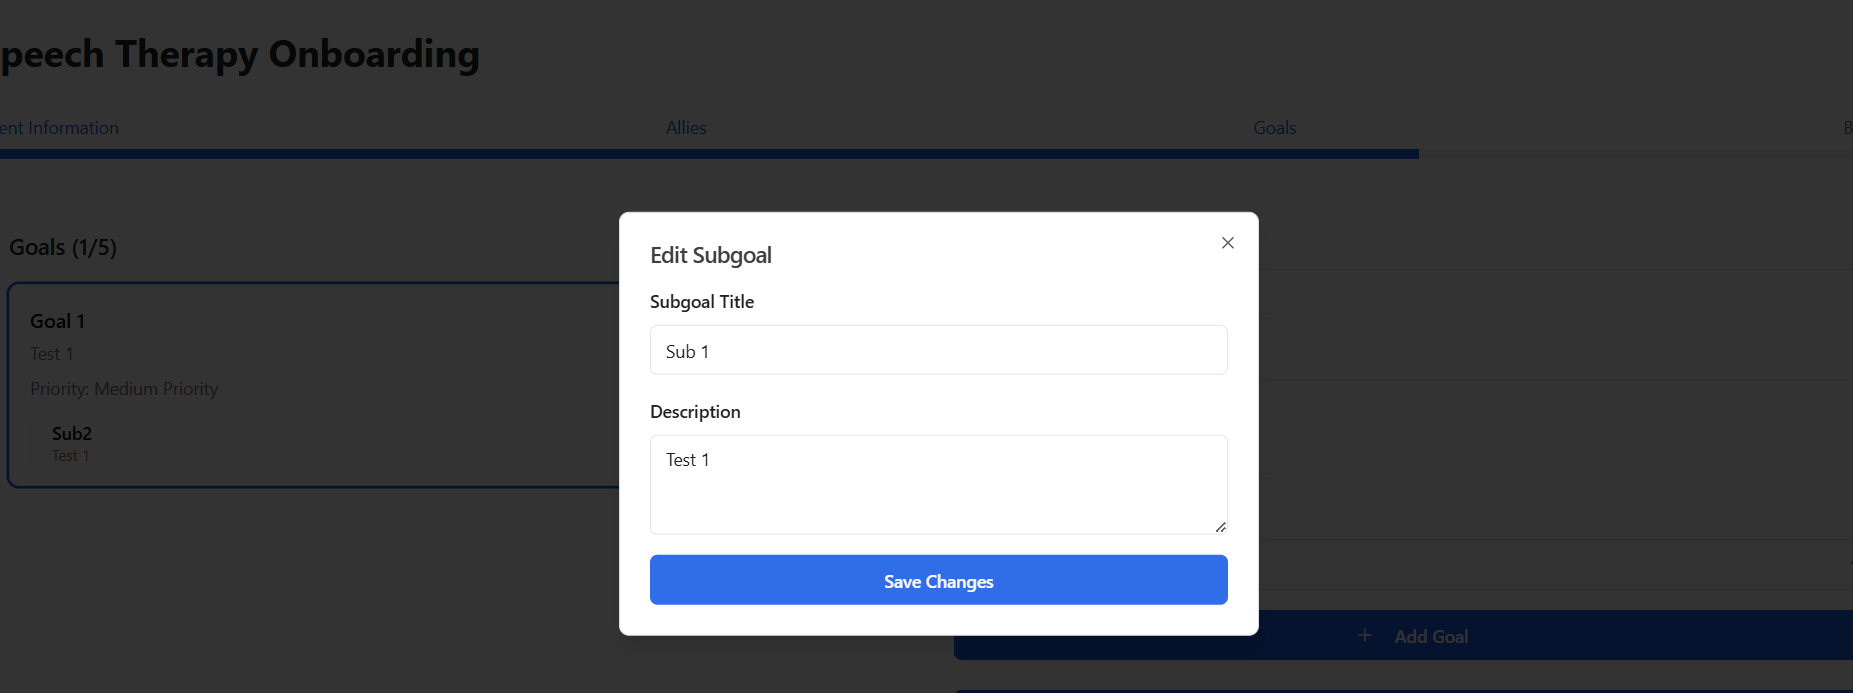 peech Therapy Onboarding
ent Information
Allies
Goals
B
Goals (1/5)
Goal 1
Test 1
Priority: Medium Priority
Sub2
Test 1
Edit Subgoal
Subgoal Title
Sub 1
Description
Test 1
Save Changes
Add Goal